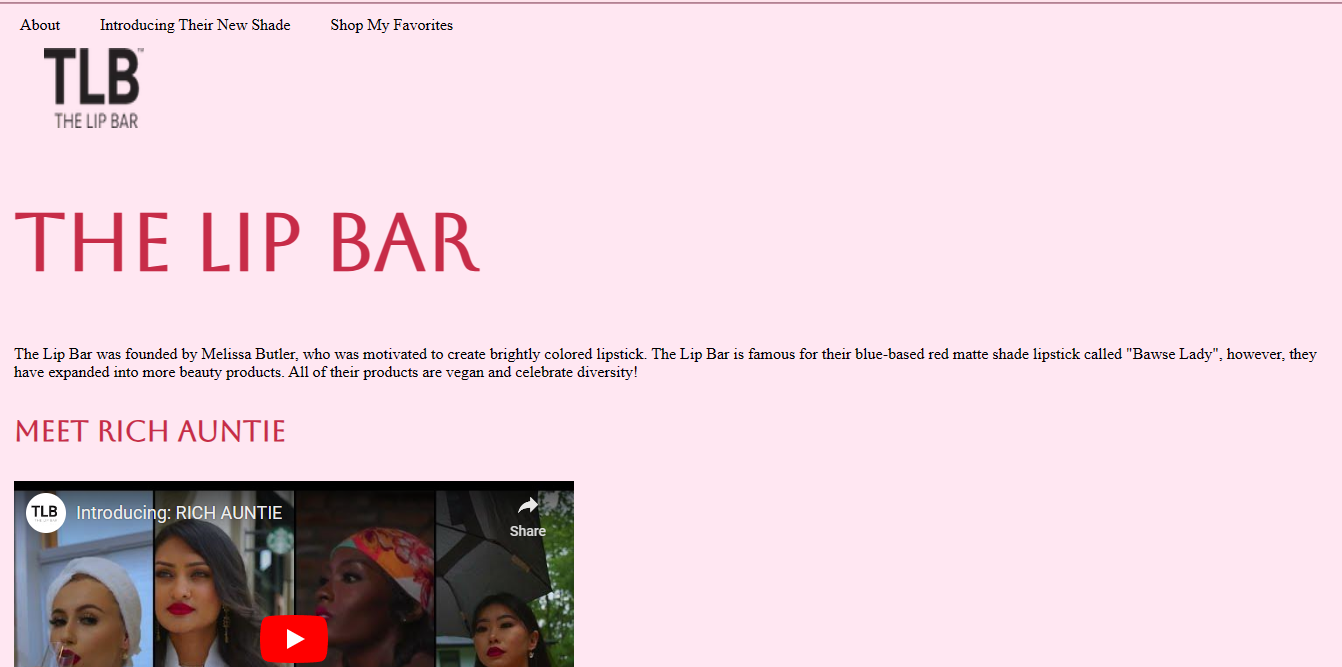 About Introducing Their New Shade Shop My Favorites
TLB™
THE LIP BAR
THE LIP BAR
The Lip Bar was founded by Melissa Butler, who was motivated to create brightly colored lipstick. The Lip Bar is famous for their blue-based red matte shade lipstick called "Bawse Lady", however, they
have expanded into more beauty products. All of their products are vegan and celebrate diversity!
MEET RICH AUNTIE
TLB
THE LIP BAR
Introducing: RICH AUNTIE
Share